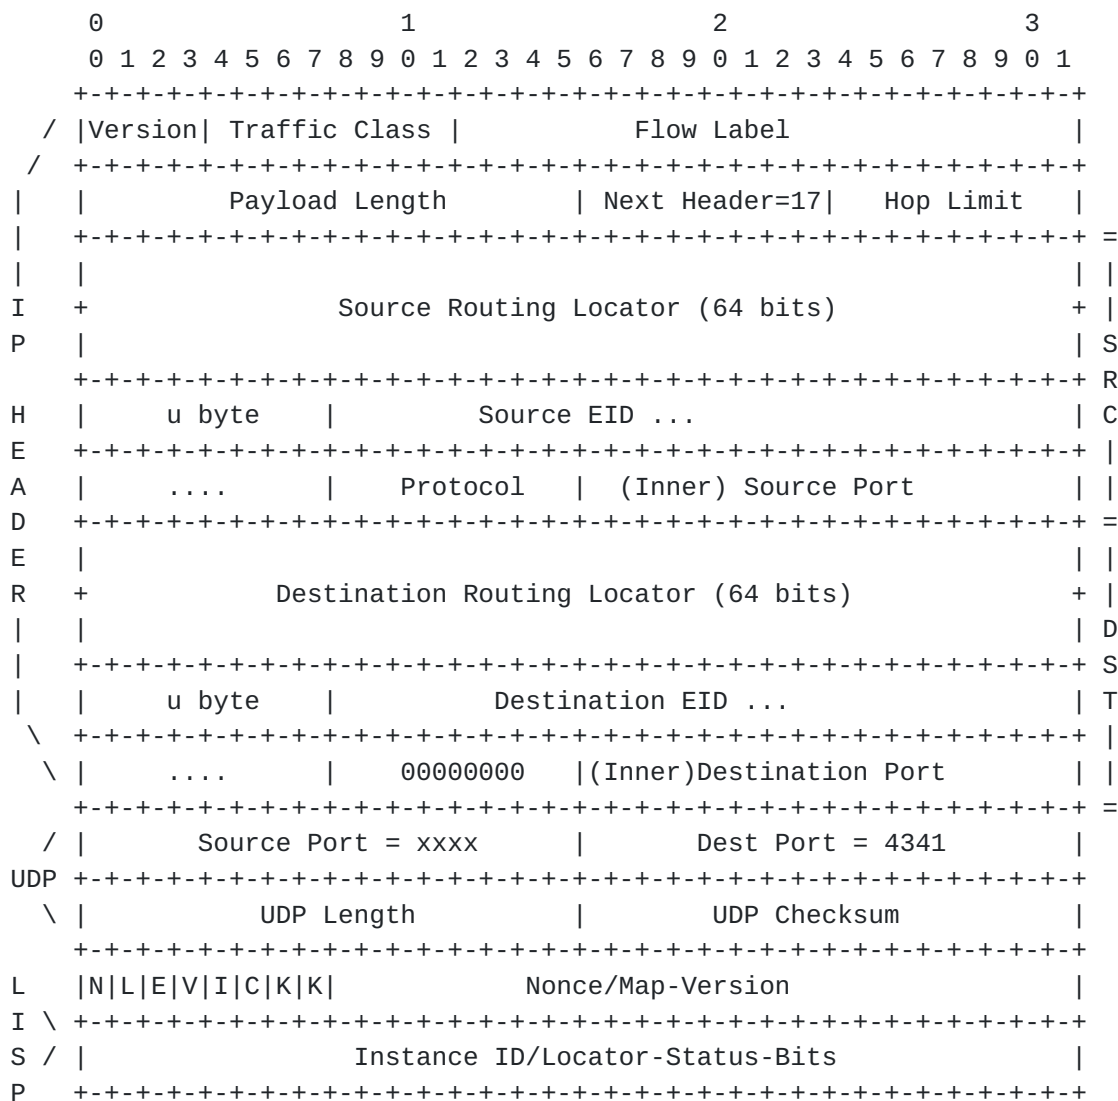 0                   1                   2                   3
       0 1 2 3 4 5 6 7 8 9 0 1 2 3 4 5 6 7 8 9 0 1 2 3 4 5 6 7 8 9 0 1
      +-+-+-+-+-+-+-+-+-+-+-+-+-+-+-+-+-+-+-+-+-+-+-+-+-+-+-+-+-+-+-+-+
    / |Version| Traffic Class |           Flow Label                  |
   /  +-+-+-+-+-+-+-+-+-+-+-+-+-+-+-+-+-+-+-+-+-+-+-+-+-+-+-+-+-+-+-+-+
  |   |         Payload Length        | Next Header=17|   Hop Limit   |
  |   +-+-+-+-+-+-+-+-+-+-+-+-+-+-+-+-+-+-+-+-+-+-+-+-+-+-+-+-+-+-+-+-+ =
  |   |                                                               | |
  I   +                Source Routing Locator (64 bits)               + |
  P   |                                                               | S
      +-+-+-+-+-+-+-+-+-+-+-+-+-+-+-+-+-+-+-+-+-+-+-+-+-+-+-+-+-+-+-+-+ R
  H   |     u byte    |         Source EID ...                        | C
  E   +-+-+-+-+-+-+-+-+-+-+-+-+-+-+-+-+-+-+-+-+-+-+-+-+-+-+-+-+-+-+-+-+ |
  A   |     ....      |    Protocol   |  (Inner) Source Port          | |
  D   +-+-+-+-+-+-+-+-+-+-+-+-+-+-+-+-+-+-+-+-+-+-+-+-+-+-+-+-+-+-+-+-+ =
  E   |                                                               | |
  R   +            Destination Routing Locator (64 bits)              + |
  |   |                                                               | D
  |   +-+-+-+-+-+-+-+-+-+-+-+-+-+-+-+-+-+-+-+-+-+-+-+-+-+-+-+-+-+-+-+-+ S
  |   |     u byte    |          Destination EID ...                  | T
   \  +-+-+-+-+-+-+-+-+-+-+-+-+-+-+-+-+-+-+-+-+-+-+-+-+-+-+-+-+-+-+-+-+ |
    \ |     ....      |    00000000   |(Inner)Destination Port        | |
      +-+-+-+-+-+-+-+-+-+-+-+-+-+-+-+-+-+-+-+-+-+-+-+-+-+-+-+-+-+-+-+-+ =
    / |       Source Port = xxxx      |       Dest Port = 4341        |
  UDP +-+-+-+-+-+-+-+-+-+-+-+-+-+-+-+-+-+-+-+-+-+-+-+-+-+-+-+-+-+-+-+-+
    \ |           UDP Length          |        UDP Checksum           |
      +-+-+-+-+-+-+-+-+-+-+-+-+-+-+-+-+-+-+-+-+-+-+-+-+-+-+-+-+-+-+-+-+
  L   |N|L|E|V|I|C|K|K|            Nonce/Map-Version                  |
  I \ +-+-+-+-+-+-+-+-+-+-+-+-+-+-+-+-+-+-+-+-+-+-+-+-+-+-+-+-+-+-+-+-+
  S / |                 Instance ID/Locator-Status-Bits               |
  P   +-+-+-+-+-+-+-+-+-+-+-+-+-+-+-+-+-+-+-+-+-+-+-+-+-+-+-+-+-+-+-+-+